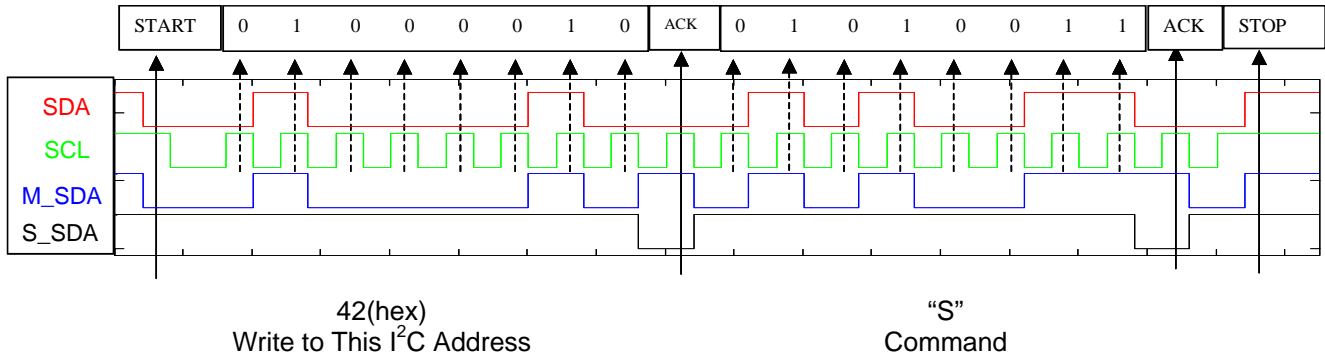 START 0 1 0 0 0 0 1 0 ACK 0 1 0 1 0 0 1 1 ACK STOP
SDA
SCL
M_SDA
S_SDA
42(hex) "S"
Write to This I²C Address Command